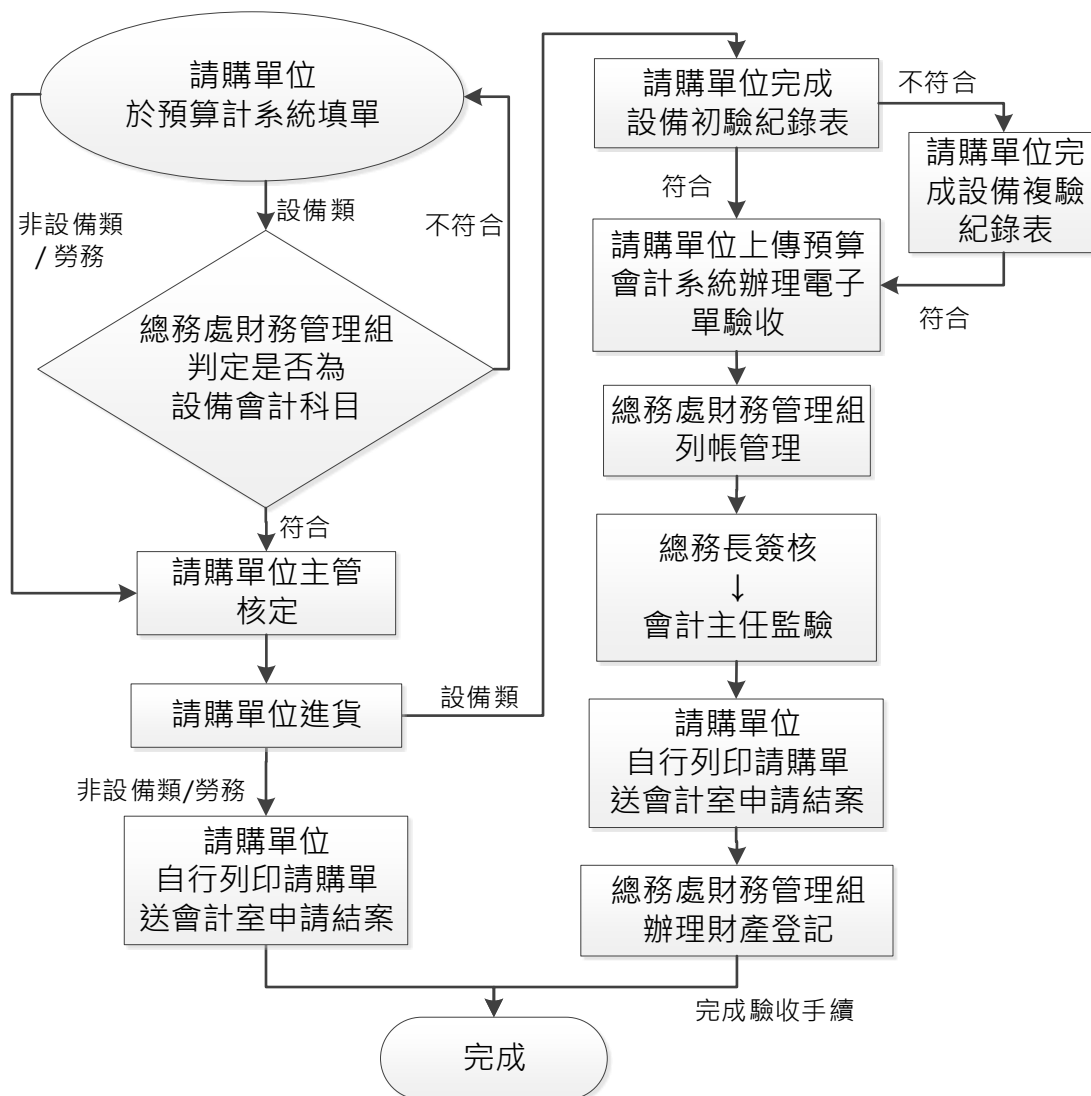 請購單位
於預算計系統填單
非設備類
/ 勞務
設備類
不符合
總務處財務管理組
判定是否為
設備會計科目
符合
請購單位主管
核定
請購單位進貨
設備類
非設備類/勞務
請購單位
自行列印請購單
送會計室申請結案
請購單位完成
設備初驗紀錄表
不符合
請購單位完
成設備複驗
紀錄表
符合
符合
請購單位上傳預算
會計系統辦理電子
單驗收
總務處財務管理組
列帳管理
總務長簽核
↓
會計主任監驗
請購單位
自行列印請購單
送會計室申請結案
總務處財務管理組
辦理財產登記
完成驗收手續
完成